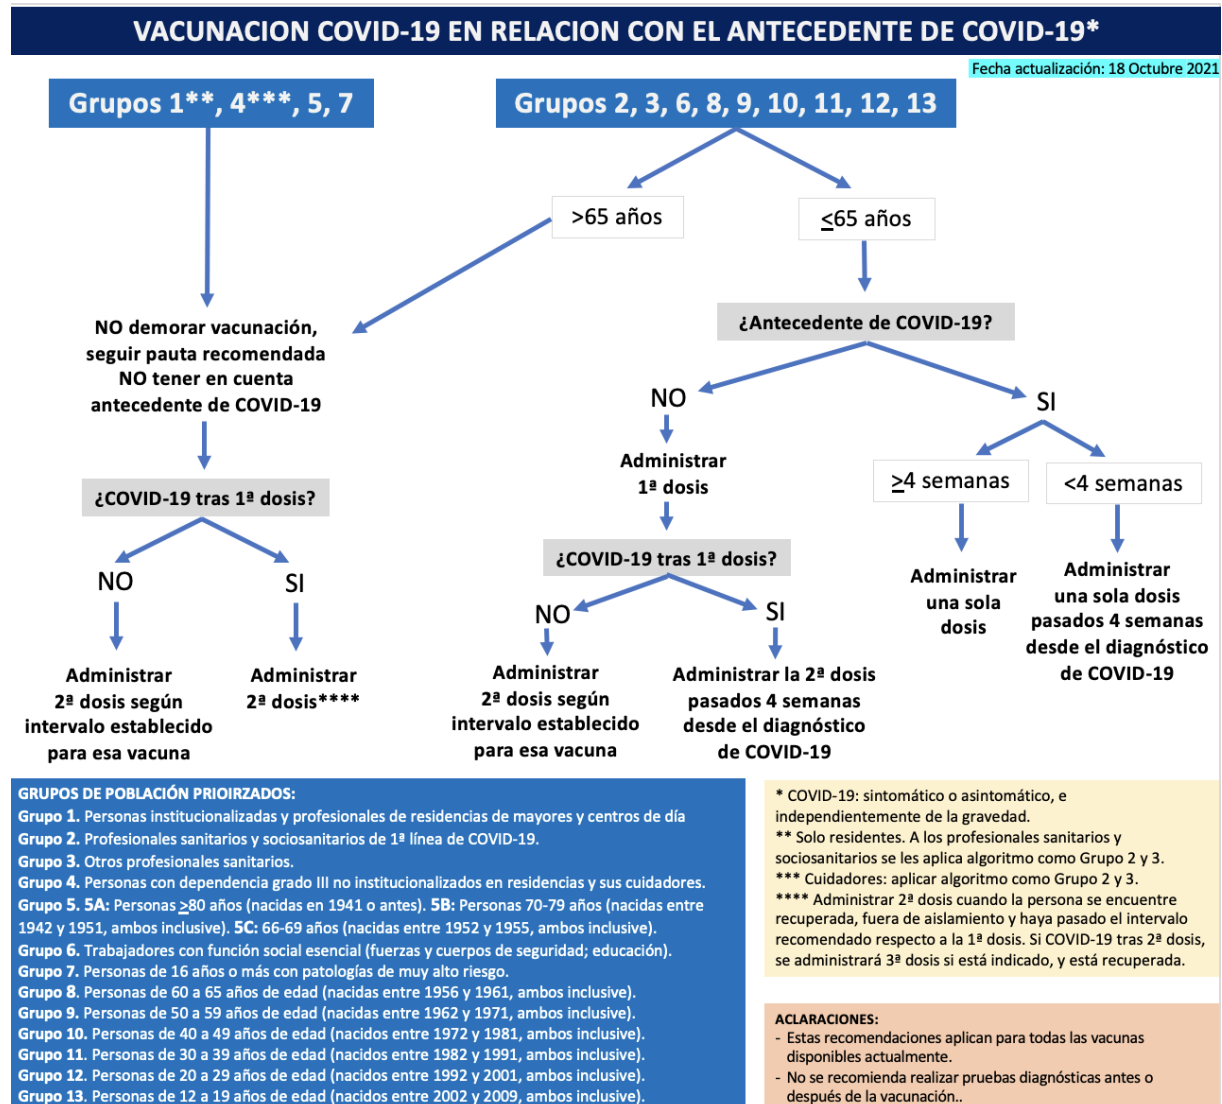 VACUNACION COVID-19 EN RELACION CON EL ANTECEDENTE DE COVID-19*
Fecha actualización: 18 Octubre 2021
Grupos 1**, 4***, 5, 7
Grupos 2, 3, 6, 8, 9, 10, 11, 12, 13
>65 años
≤65 años
NO demorar vacunación,
seguir pauta recomendada
NO tener en cuenta
antecedente de COVID-19
¿Antecedente de COVID-19?
NO
SI
Administrar
1ª dosis
≥4 semanas
<4 semanas
¿COVID-19 tras 1ª dosis?
¿COVID-19 tras 1ª dosis?
Administrar
una sola
dosis
Administrar
una sola dosis
pasados 4 semanas
desde el diagnóstico
de COVID-19
NO
SI
NO
SI
Administrar
2ª dosis según
intervalo establecido
para esa vacuna
Administrar
2ª dosis****
Administrar
2ª dosis según
intervalo establecido
para esa vacuna
Administrar la 2ª dosis
pasados 4 semanas
desde el diagnóstico
de COVID-19
GRUPOS DE POBLACIÓN PRIOIRZADOS:
Grupo 1. Personas institucionalizadas y profesionales de residencias de mayores y centros de día
Grupo 2. Profesionales sanitarios y sociosanitarios de 1ª línea de COVID-19.
Grupo 3. Otros profesionales sanitarios.
Grupo 4. Personas con dependencia grado III no institucionalizados en residencias y sus cuidadores.
Grupo 5. 5A: Personas ≥80 años (nacidas en 1941 o antes). 5B: Personas 70-79 años (nacidas entre
1942 y 1951, ambos inclusive). 5C: 66-69 años (nacidas entre 1952 y 1955, ambos inclusive).
Grupo 6. Trabajadores con función social esencial (fuerzas y cuerpos de seguridad; educación).
Grupo 7. Personas de 16 años o más con patologías de muy alto riesgo.
Grupo 8. Personas de 60 a 65 años de edad (nacidas entre 1956 y 1961, ambos inclusive).
Grupo 9. Personas de 50 a 59 años de edad (nacidas entre 1962 y 1971, ambos inclusive).
Grupo 10. Personas de 40 a 49 años de edad (nacidos entre 1972 y 1981, ambos inclusive).
Grupo 11. Personas de 30 a 39 años de edad (nacidos entre 1982 y 1991, ambos inclusive).
Grupo 12. Personas de 20 a 29 años de edad (nacidos entre 1992 y 2001, ambos inclusive).
Grupo 13. Personas de 12 a 19 años de edad (nacidos entre 2002 y 2009, ambos inclusive).
* COVID-19: sintomático o asintomático, e
independientemente de la gravedad.
** Solo residentes. A los profesionales sanitarios y
sociosanitarios se les aplica algoritmo como Grupo 2 y 3.
*** Cuidadores: aplicar algoritmo como Grupo 2 y 3.
**** Administrar 2ª dosis cuando la persona se encuentre
recuperada, fuera de aislamiento y haya pasado el intervalo
recomendado respecto a la 1ª dosis. Si COVID-19 tras 2ª dosis,
se administrará 3ª dosis si está indicado, y está recuperada.
ACLARACIONES:
- Estas recomendaciones aplican para todas las vacunas
disponibles actualmente.
- No se recomienda realizar pruebas diagnósticas antes o
después de la vacunación..